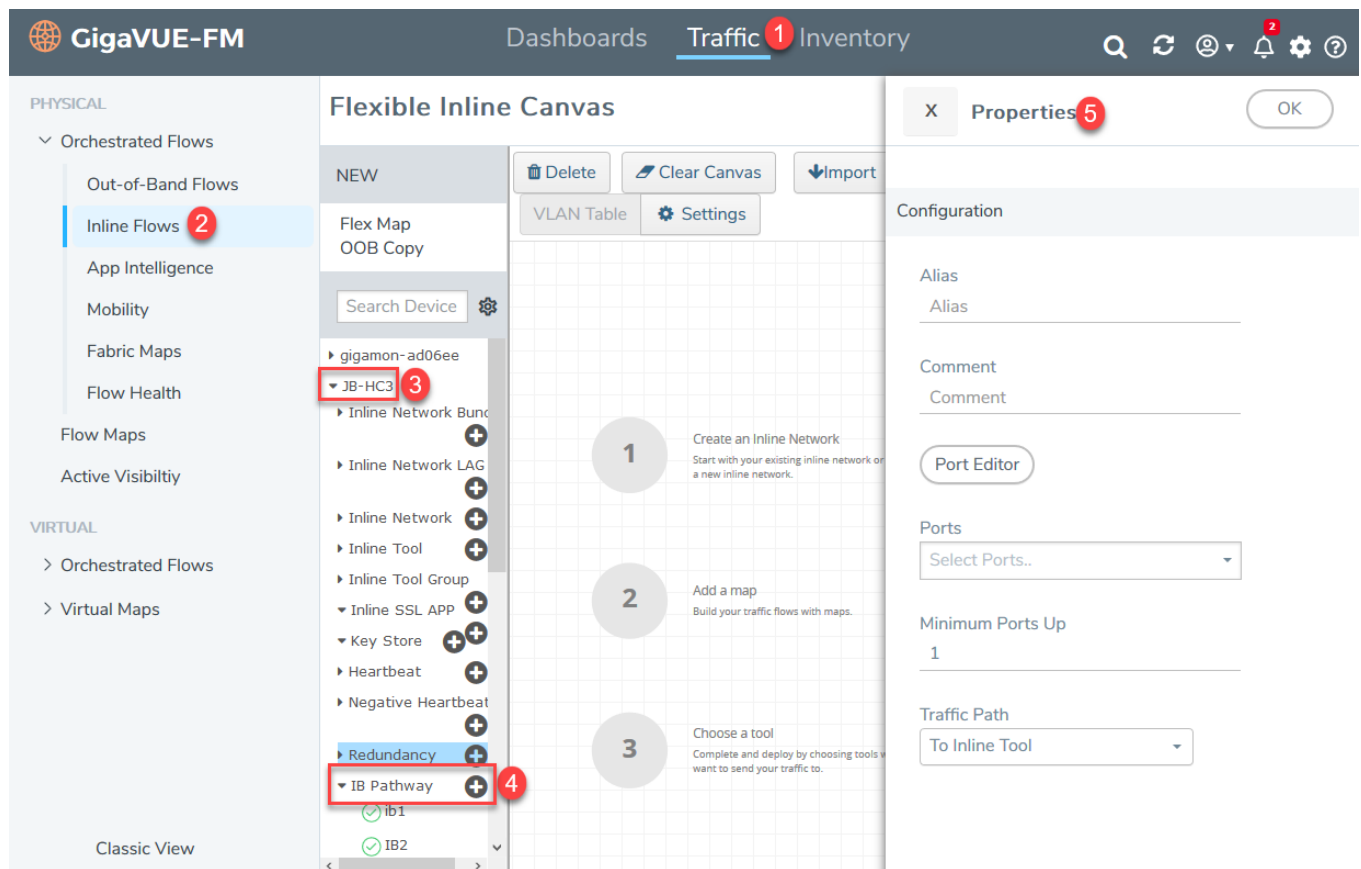 GigaVUE-FM
Dashboards Traffic 1 Inventory
2
PHYSICAL
Orchestrated Flows
Out-of-Band Flows
Inline Flows 2
App Intelligence
Mobility
Fabric Maps
Flow Health
Flow Maps
Active Visibiltiy
VIRTUAL
Orchestrated Flows
Virtual Maps
Classic View
Flexible Inline Canvas
NEW
Flex Map
OOB Copy
Search Device
gigamon-ad06ee
JB-HC3 3
Inline Network Bund
Inline Network LAG
Inline Network
Inline Tool
Inline Tool Group
Inline SSL APP
Key Store
Heartbeat
Negative Heartbeat
Redundancy
IB Pathway 4
ib1
IB2
Delete Clear Canvas Import
VLAN Table Settings
1
Create an Inline Network
Start with your existing inline network or
a new inline network.
2
Add a map
Build your traffic flows with maps.
3
Choose a tool
Complete and deploy by choosing tools w
want to send your traffic to.
X Properties 5 OK
Configuration
Alias
Alias
Comment
Comment
Port Editor
Ports
Select Ports..
Minimum Ports Up
1
Traffic Path
To Inline Tool